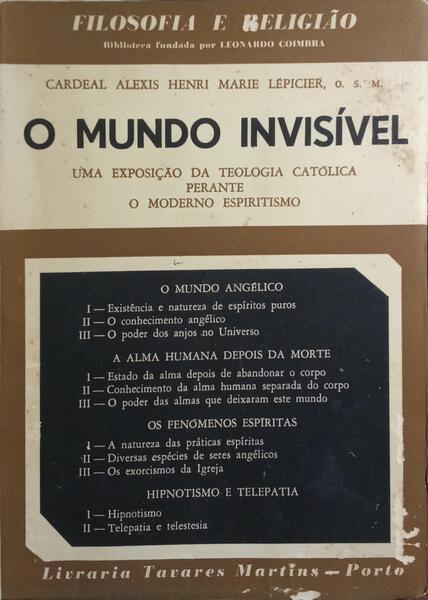 FILOSOFIA E RELIGIÃO
Biblioteca fundada por LEONARDO COIMBRA
CARDEAL ALEXIS HENRI MARIE LÉPICIER, O. S. M.
O MUNDO INVISÍVEL
UMA EXPOSIÇÃO DA TEOLOGIA CATÓLICA
PERANTE
O MODERNO ESPIRITISMO
O MUNDO ANGÉLICO
I — Existência e natureza de espíritos puros
II — O conhecimento angélico
III — O poder dos anjos no Universo
A ALMA HUMANA DEPOIS DA MORTE
I — Estado da alma depois de abandonar o corpo
II — Conhecimento da alma humana separada do corpo
III — O poder das almas que deixaram este mundo
OS FENÓMENOS ESPÍRITAS
I — A natureza das práticas espíritas
II — Diversas espécies de seres angélicos
III — Os exorcismos da Igreja
HIPNOTISMO E TELEPATIA
I — Hipnotismo
II — Telepatia e telestesia
Livraria Tavares Martins — Porto